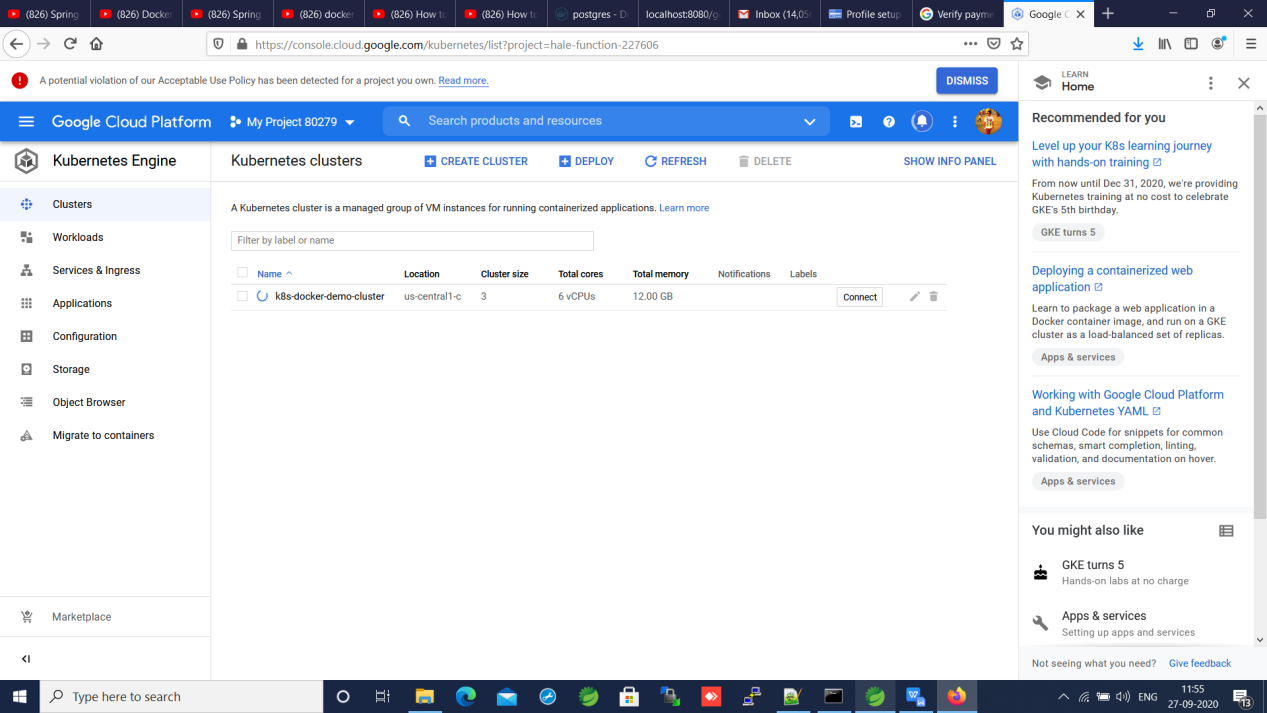 (826) Spring
(826) Docke
(826) Spring
(826) docke
(826) How to
(826) How to
postgres - D
localhost:8080/g
Inbox (14,05
Profile setup
Verify payme
Google C
https://console.cloud.google.com/kubernetes/list?project=hale-function-227606
A potential violation of our Acceptable Use Policy has been detected for a project you own. Read more.
DISMISS
LEARN
Home
Google Cloud Platform
My Project 80279
Search products and resources
Kubernetes Engine
Kubernetes clusters
CREATE CLUSTER
DEPLOY
REFRESH
DELETE
SHOW INFO PANEL
Clusters
Workloads
Services & Ingress
Applications
Configuration
Storage
Object Browser
Migrate to containers
Marketplace
A Kubernetes cluster is a managed group of VM instances for running containerized applications. Learn more
Filter by label or name
Name Location Cluster size Total cores Total memory Notifications Labels
k8s-docker-demo-cluster us-central1-c 3 6 vCPUs 12.00 GB Connect
Recommended for you
Level up your K8s learning journey
with hands-on training
From now until Dec 31, 2020, we're providing
Kubernetes training at no cost to celebrate
GKE's 5th birthday.
GKE turns 5
Deploying a containerized web
application
Learn to package a web application in a
Docker container image, and run on a GKE
cluster as a load-balanced set of replicas.
Apps & services
Working with Google Cloud Platform
and Kubernetes YAML
Use Cloud Code for snippets for common
schemas, smart completion, linting,
validation, and documentation on hover.
Apps & services
You might also like
GKE turns 5
Hands-on labs at no charge
Apps & services
Setting up apps and services
Not seeing what you need? Give feedback
Type here to search
ENG
11:55
27-09-2020
13